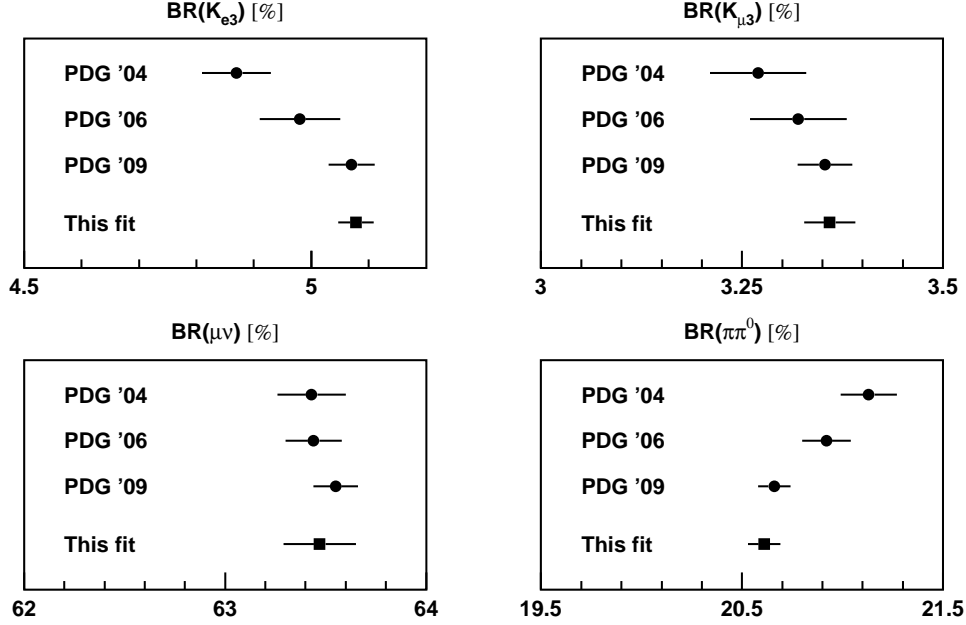 BR(Ke3) [%]
PDG ’04
PDG ’06
PDG ’09
This fit
4.5 5
BR(Kμ3) [%]
PDG ’04
PDG ’06
PDG ’09
This fit
3 3.25 3.5
BR(μν) [%]
PDG ’04
PDG ’06
PDG ’09
This fit
62 63 64
BR(ππ⁰) [%]
PDG ’04
PDG ’06
PDG ’09
This fit
19.5 20.5 21.5